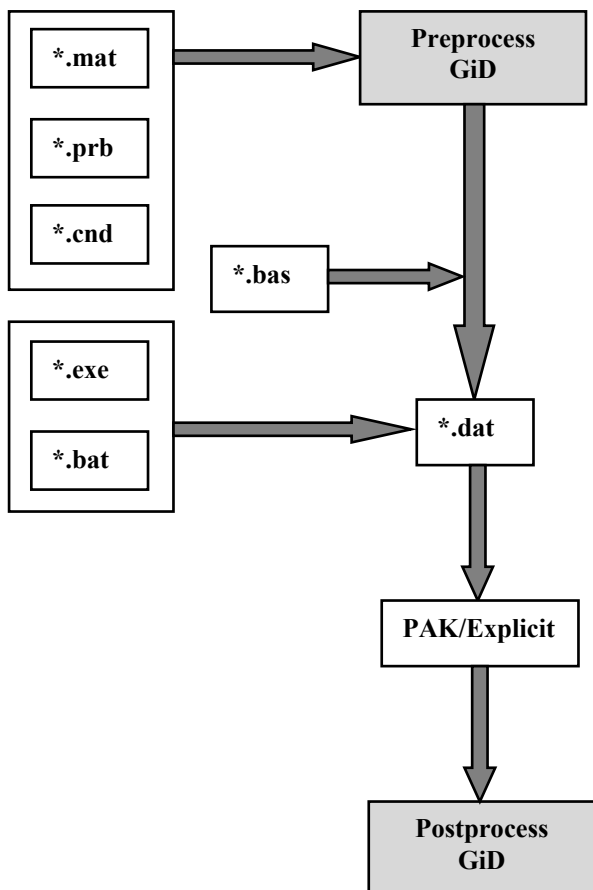 *.mat
*.prb
*.cnd
Preprocess
GiD
*.bas
*.exe
*.bat
*.dat
PAK/Explicit
Postprocess
GiD